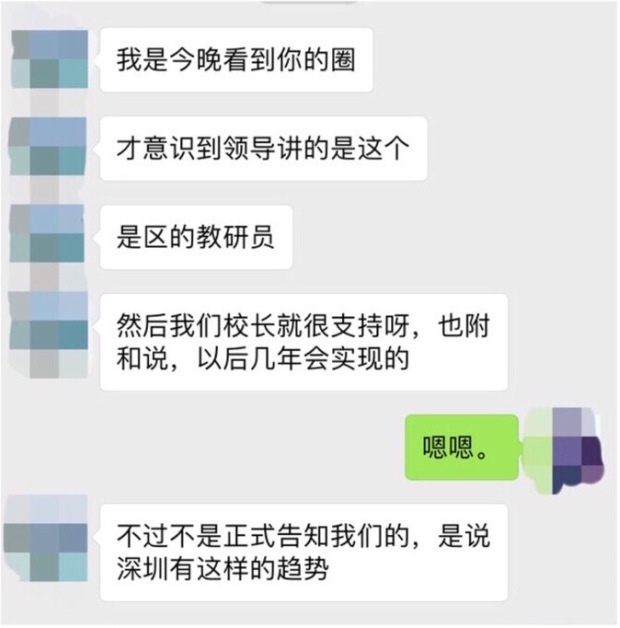 我是今晚看到你的圈
才意识到领导讲的是这个
是区的教研员
然后我们校长就很支持呀，也附
和说，以后几年会实现的
嗯嗯。
不过不是正式告知我们的，是说
深圳有这样的趋势